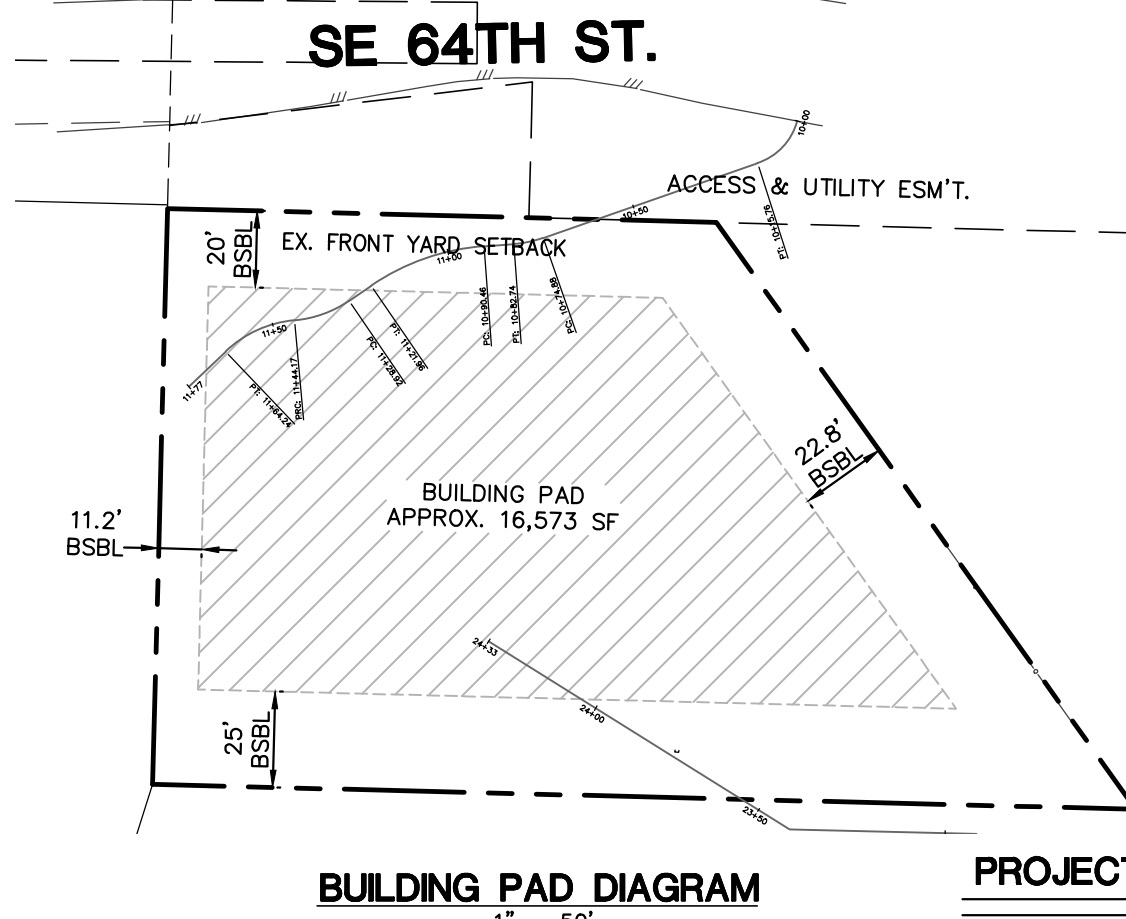 SE 64TH ST.
10+00
ACCESS & UTILITY ESM'T.
10+50
PT: 10+15.76
20'
BSBL
EX. FRONT YARD SETBACK
11+00
PC: 10+90.46
PT: 10+82.74
PC: 10+74.88
11+50
PT: 11+21.96
PC: 11+28.92
PRC: 11+44.17
PT: 11+64.24
11+77
22.8'
BSBL
BUILDING PAD
APPROX. 16,573 SF
11.2'
BSBL
24+33
24+00
25'
BSBL
23+50
BUILDING PAD DIAGRAM
PROJECT